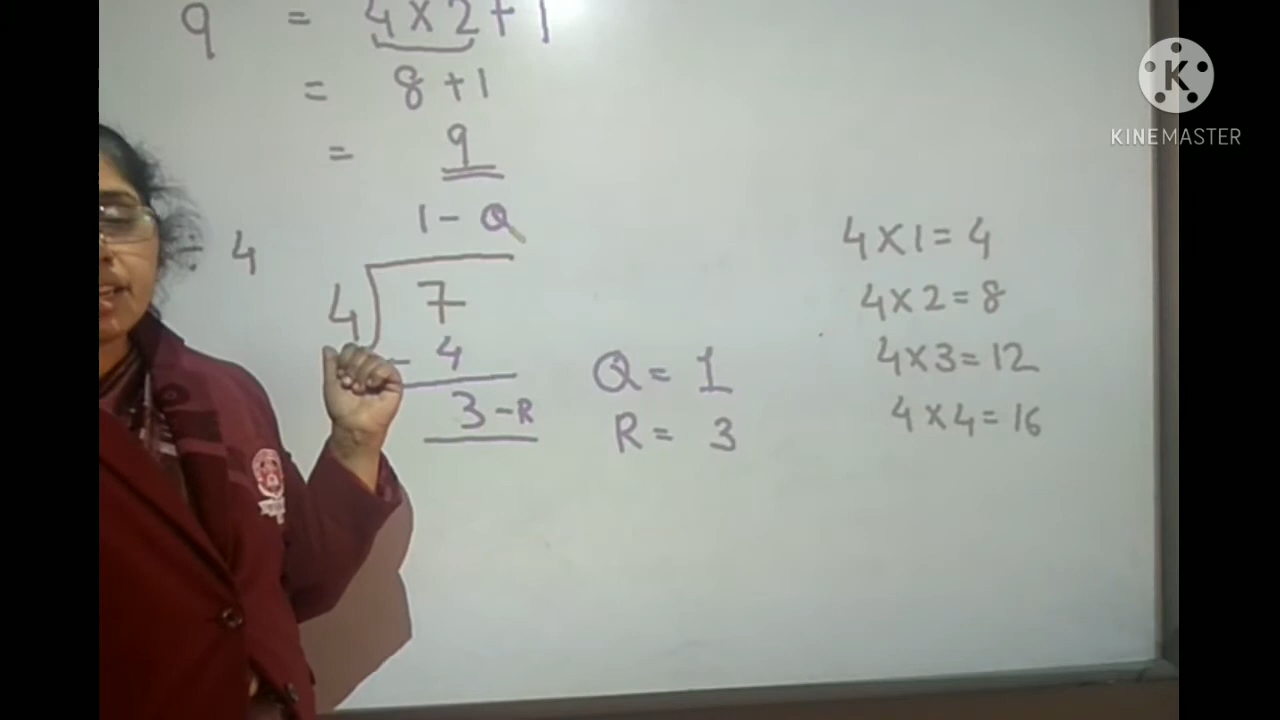 9 = 4 × 2 + 1
= 8 + 1
= 9
÷ 4
1 - Q
4 7
- 4
3 - R
Q = 1
R = 3
4 × 1 = 4
4 × 2 = 8
4 × 3 = 12
4 × 4 = 16
KINEMASTER